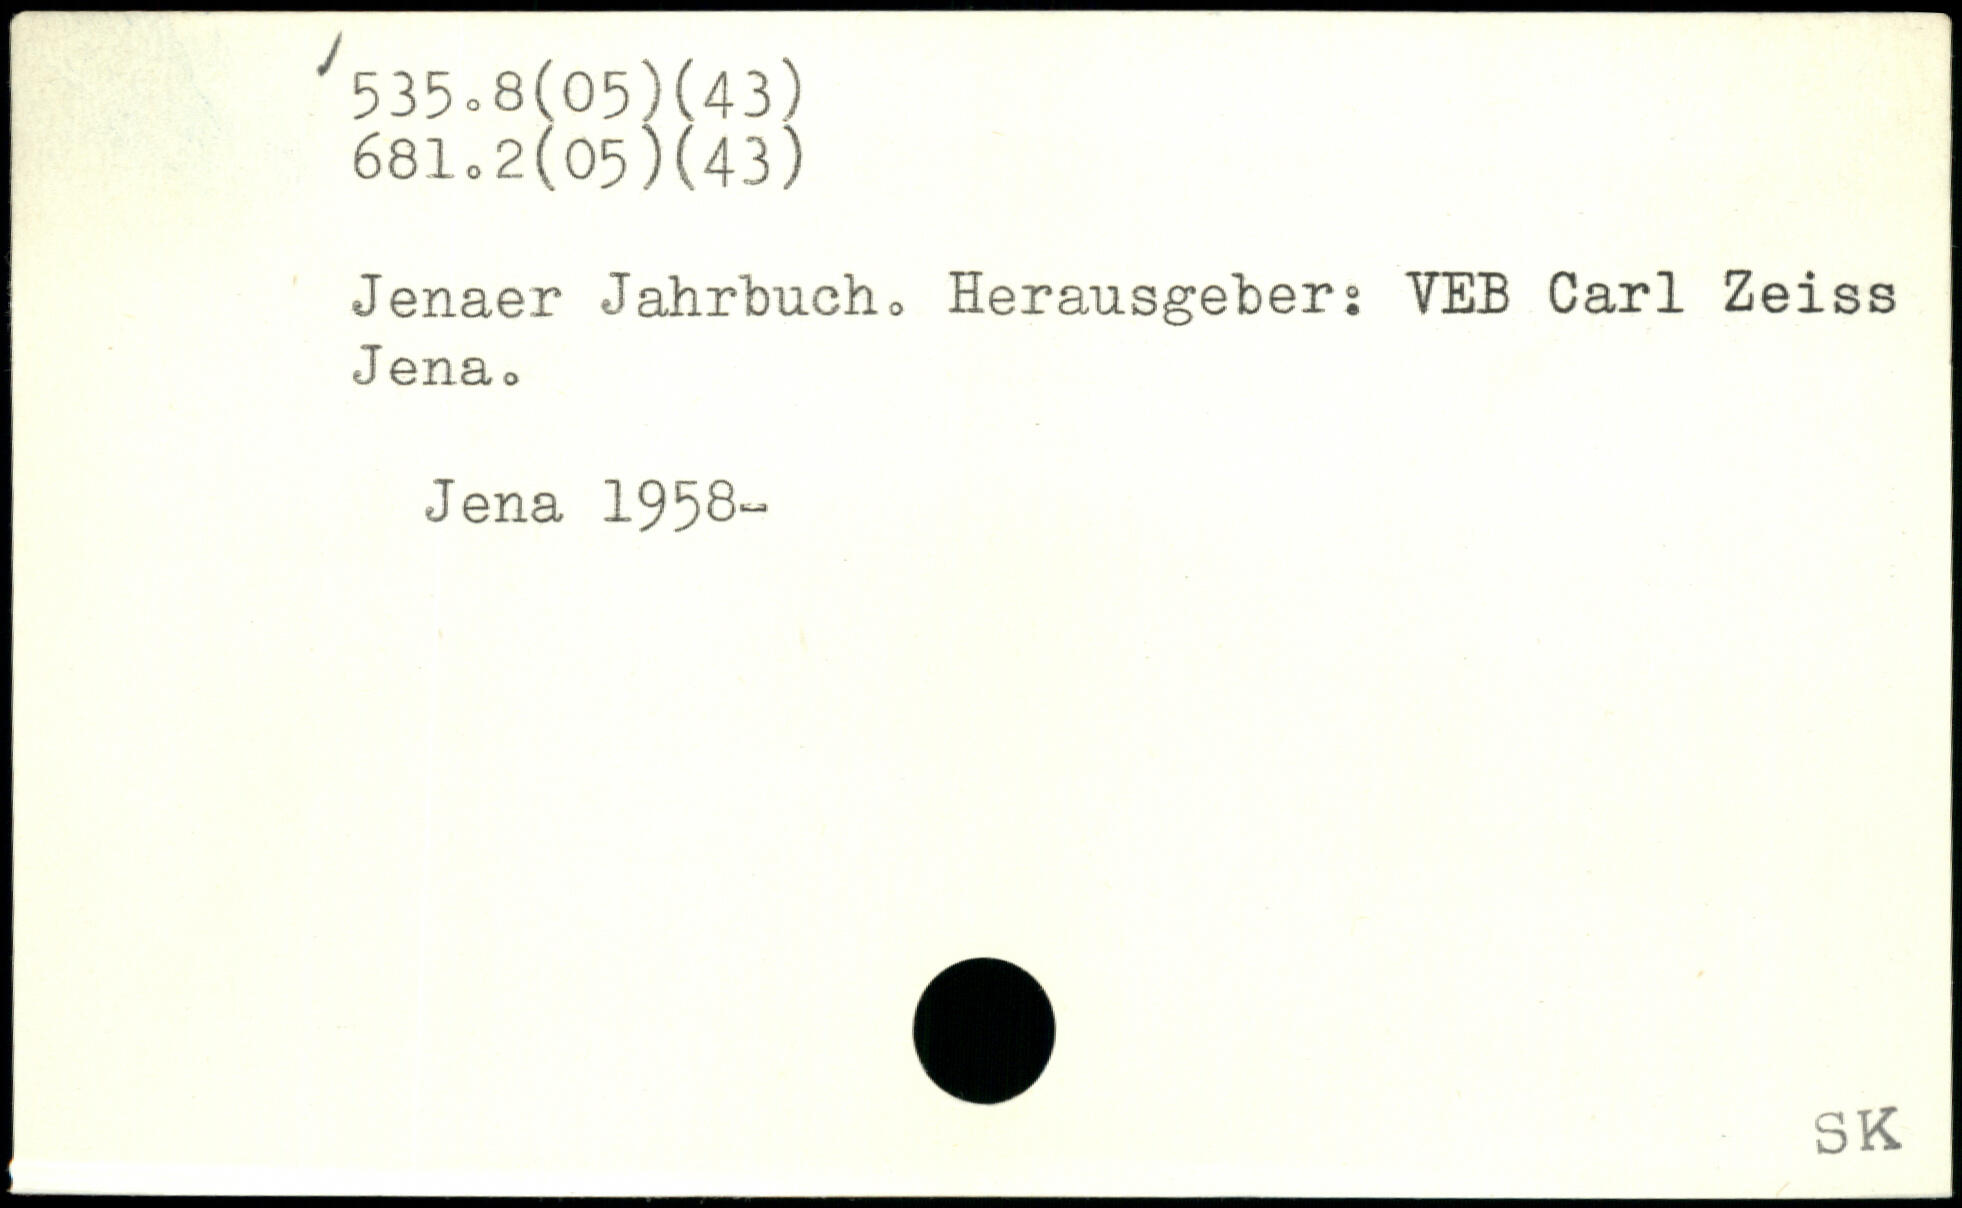 535.8(05)(43)
681.2(05)(43)
Jenaer Jahrbuch. Herausgeber: VEB Carl Zeiss
Jena.
Jena 1958-
SK